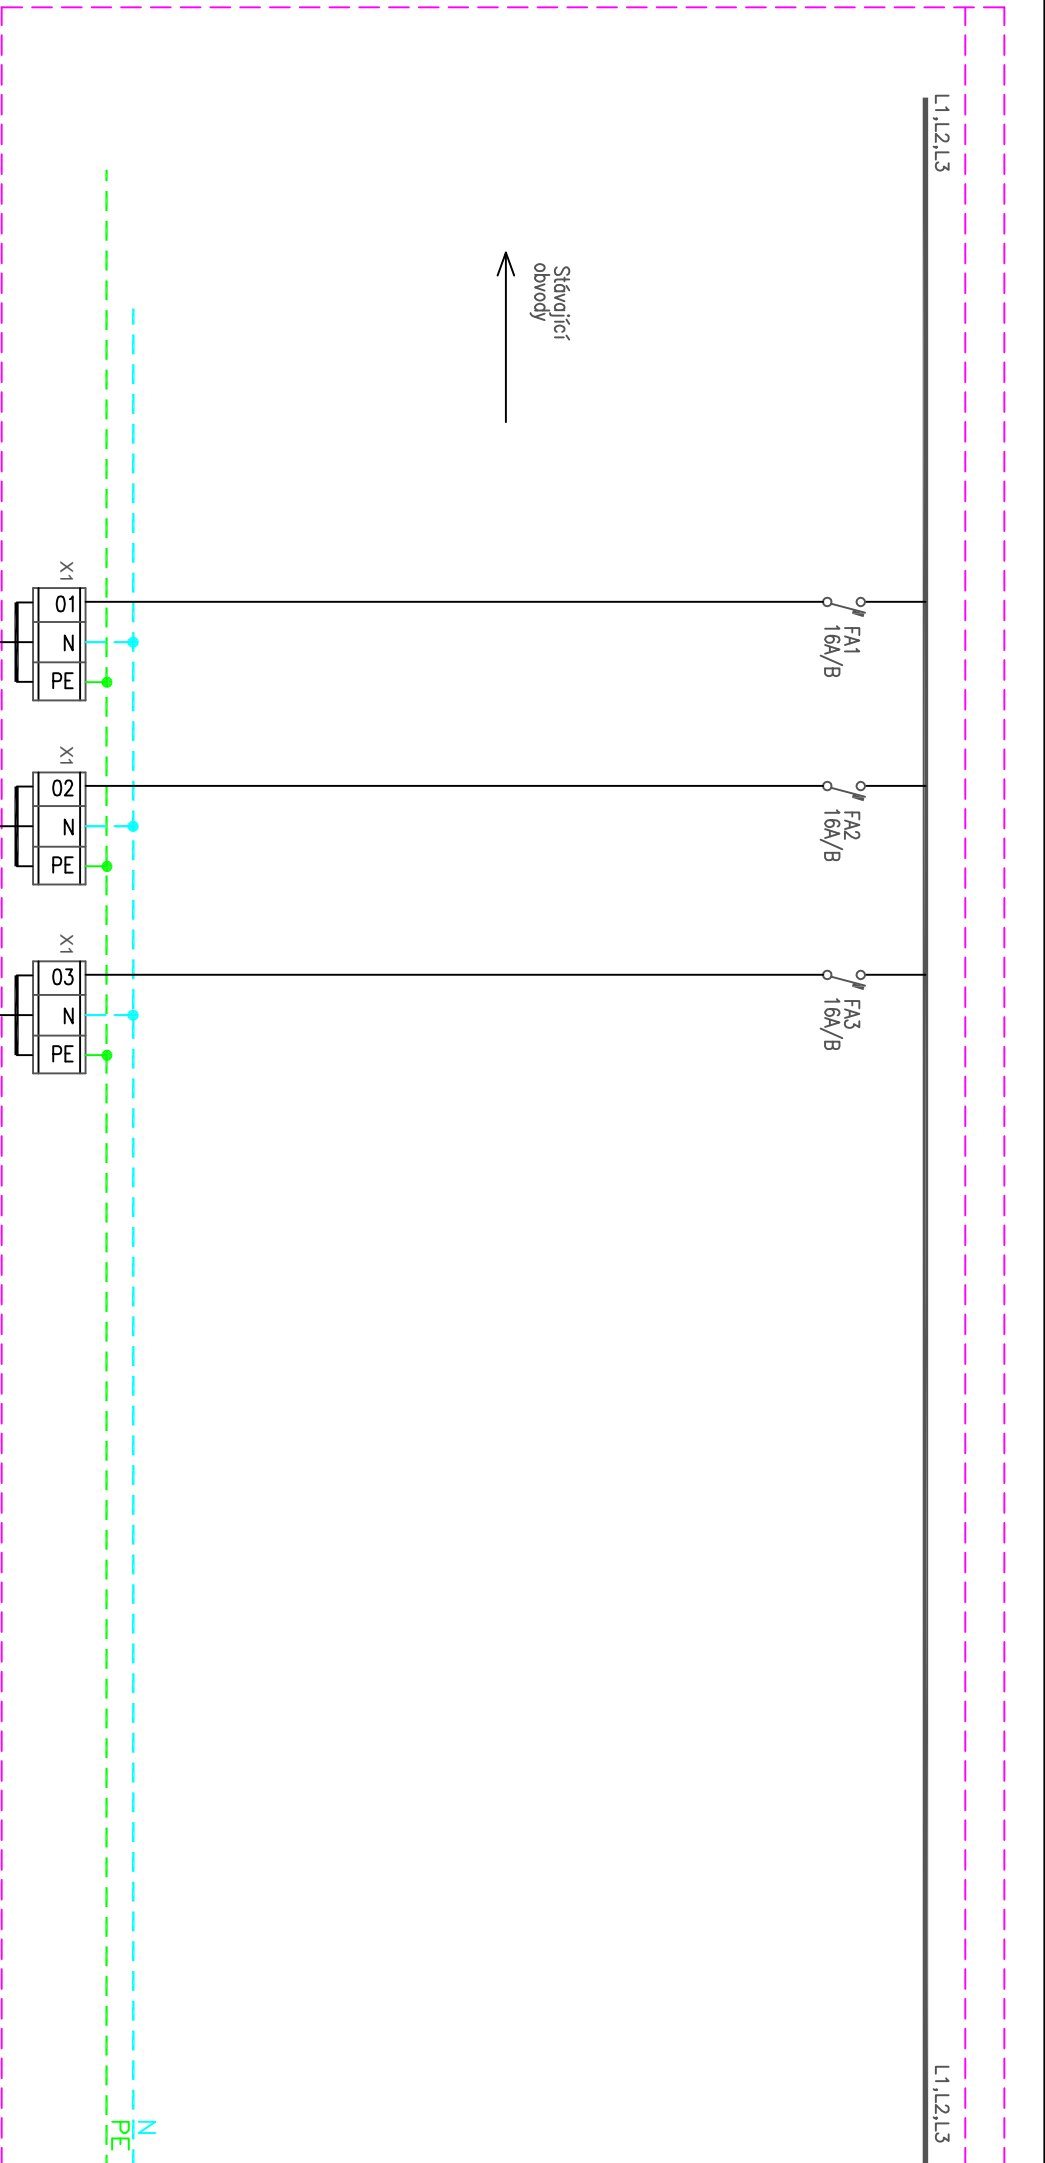 L1,L2,L3
L1,L2,L3
Stávající
obvody
FA1
16A/B
FA2
16A/B
FA3
16A/B
N
PE
X1
01
N
PE
X1
02
N
PE
X1
03
N
PE